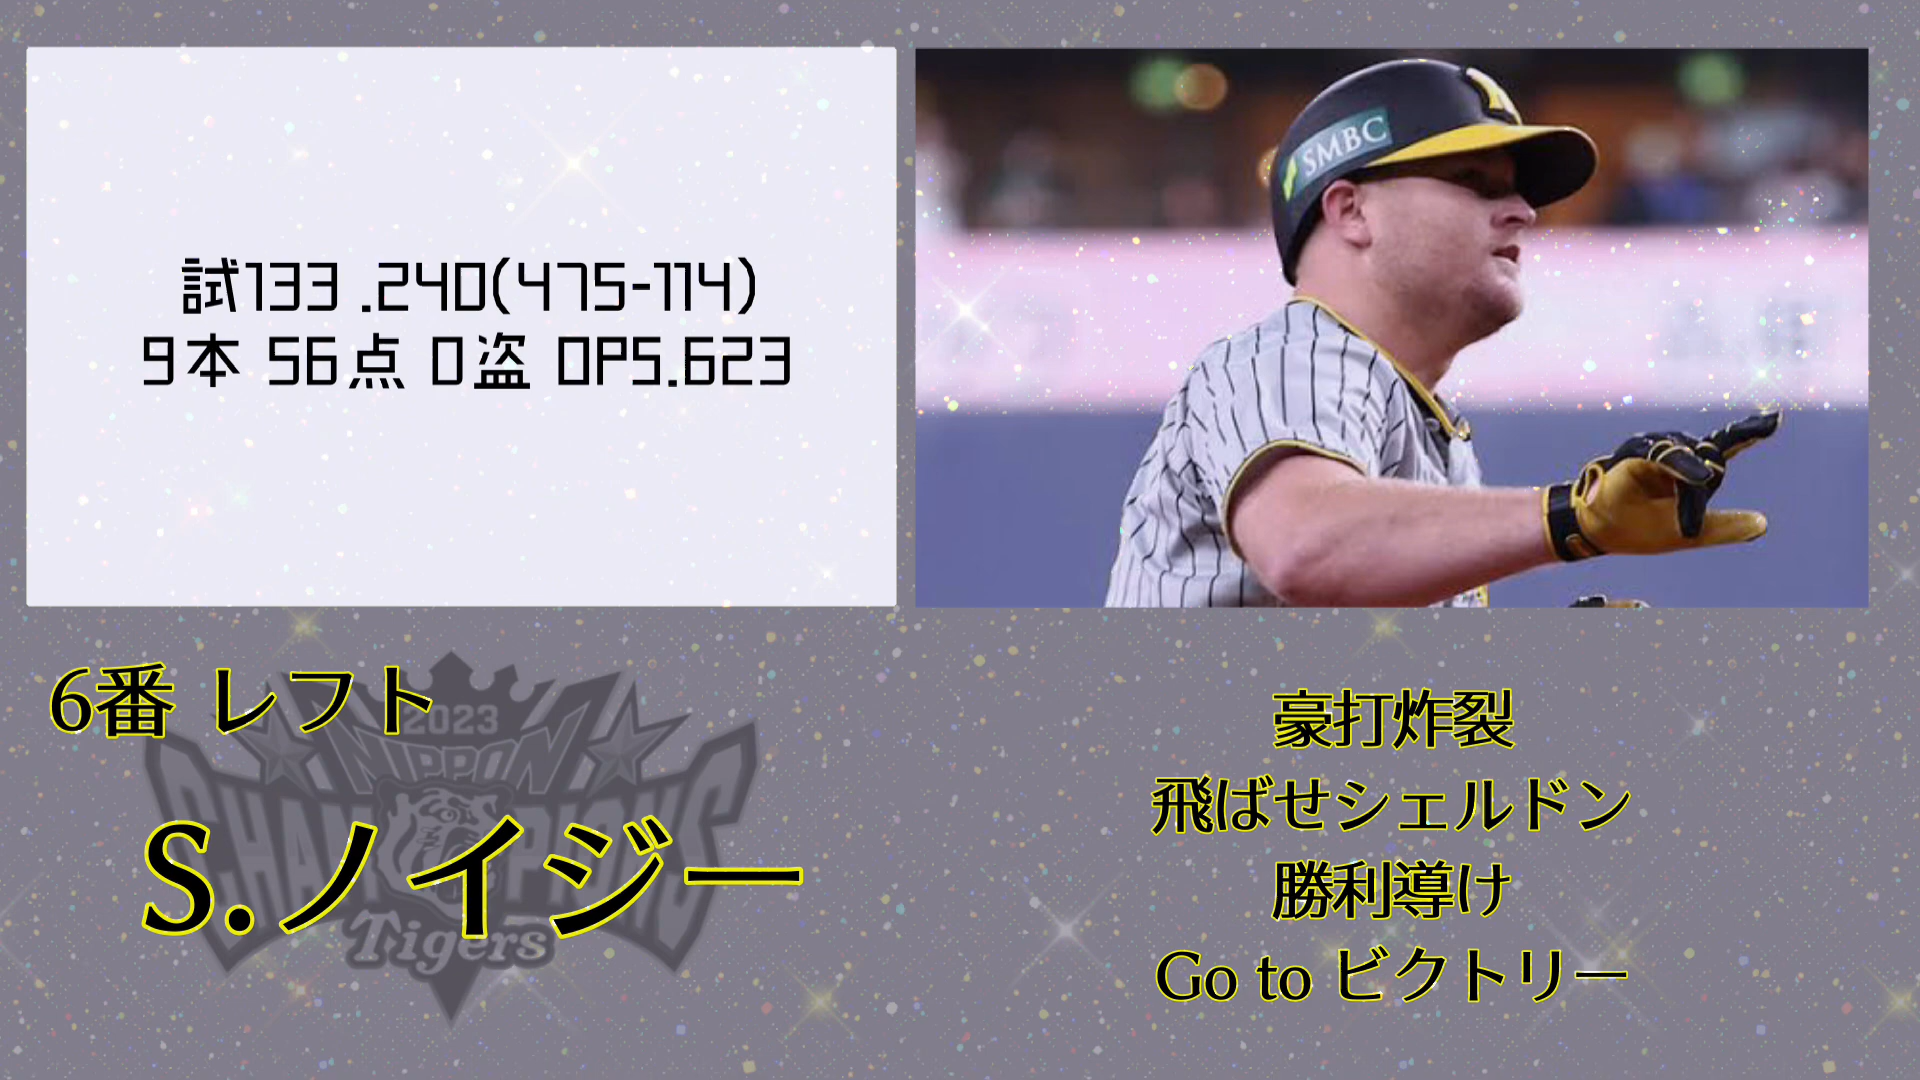 試133 .240(475-114)
9本 56点 0盗 OPS.623
SMBC
6番 レフト
2023
NIPPON
CHAMPIONS
Tigers
S.ノイジー
豪打炸裂
飛ばせシェルドン
勝利導け
Go to ビクトリー